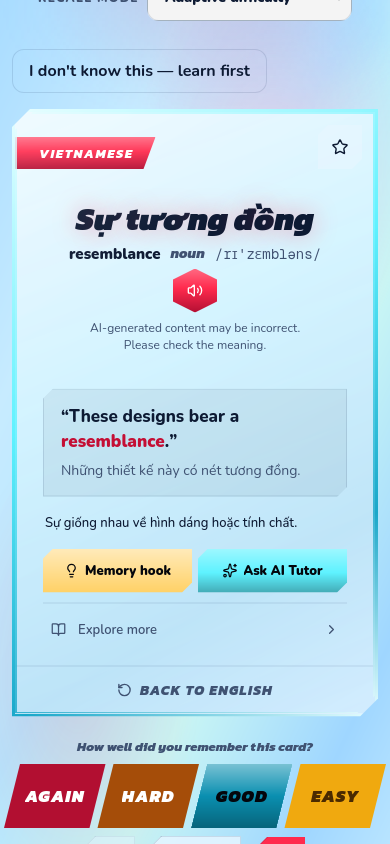 I don't know this — learn first
VIETNAMESE
Sự tương đồng
resemblance noun /rɪˈzɛmbləns/
AI-generated content may be incorrect.
Please check the meaning.
“These designs bear a
resemblance.”
Những thiết kế này có nét tương đồng.
Sự giống nhau về hình dáng hoặc tính chất.
Memory hook Ask AI Tutor
Explore more
BACK TO ENGLISH
How well did you remember this card?
AGAIN HARD GOOD EASY